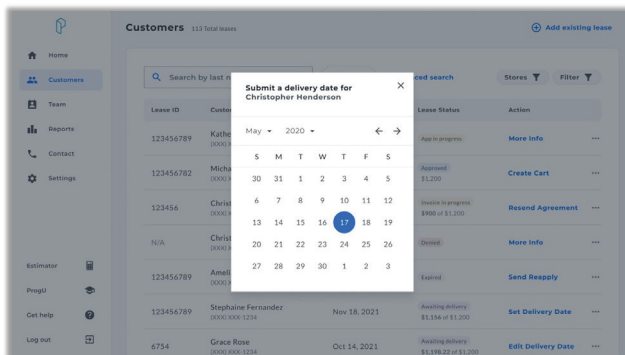 Customers 113 Total leases
Add existing lease
Home
Customers
Team
Reports
Contact
Settings
Estimator
ProgU
Get help
Log out
Search by last n
ced search
Stores
Filter
Lease ID
Custo
Lease Status
Action
123456789
Kathe
(XXX) X
App in progress
More Info
123456782
Micha
(XXX) X
Approved
$1,200
Create Cart
123456
Christ
(XXX) X
Invoice in progress
$900 of $1,200
Resend Agreement
N/A
Christ
(XXX) X
Denied
More Info
123456789
Ameli
(XXX) X
Expired
Send Reapply
123456789
Stephaine Fernandez
(XXX) XXX-1234
Nov 18, 2021
Awaiting delivery
$1,156 of $1,200
Set Delivery Date
6754
Grace Rose
(XXX) XXX-1234
Oct 14, 2021
Awaiting delivery
$1,198.22 of $1,200
Edit Delivery Date
Submit a delivery date for
Christopher Henderson
May 2020
S M T W T F S
30 31 1 2 3 4 5
6 7 8 9 10 11 12
13 14 15 16 17 18 19
20 21 22 23 24 25 26
27 28 29 30 1 2 3